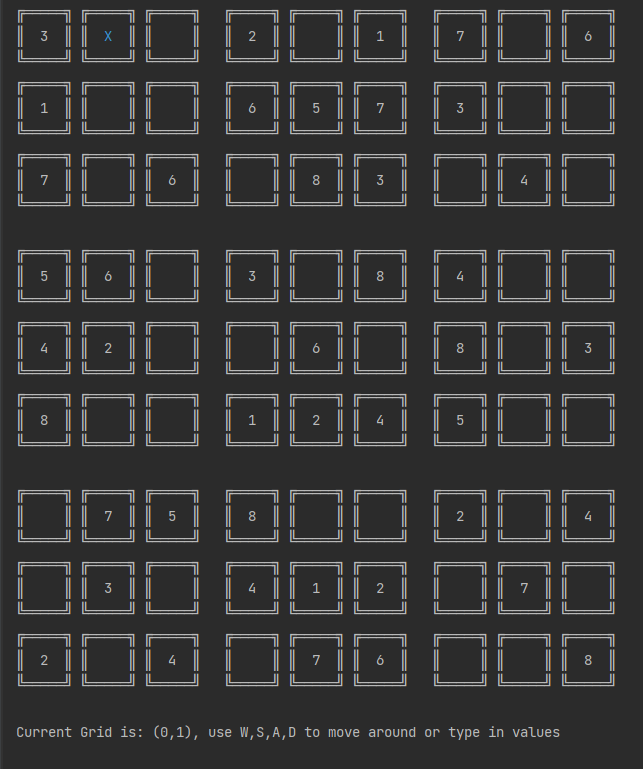 3 X 2 1 7 6
1 6 5 7 3
7 6 8 3 4
5 6 3 8 4
4 2 6 8 3
8 1 2 4 5
7 5 8 2 4
3 4 1 2 7
2 4 7 6 8
Current Grid is: (0,1), use W,S,A,D to move around or type in values